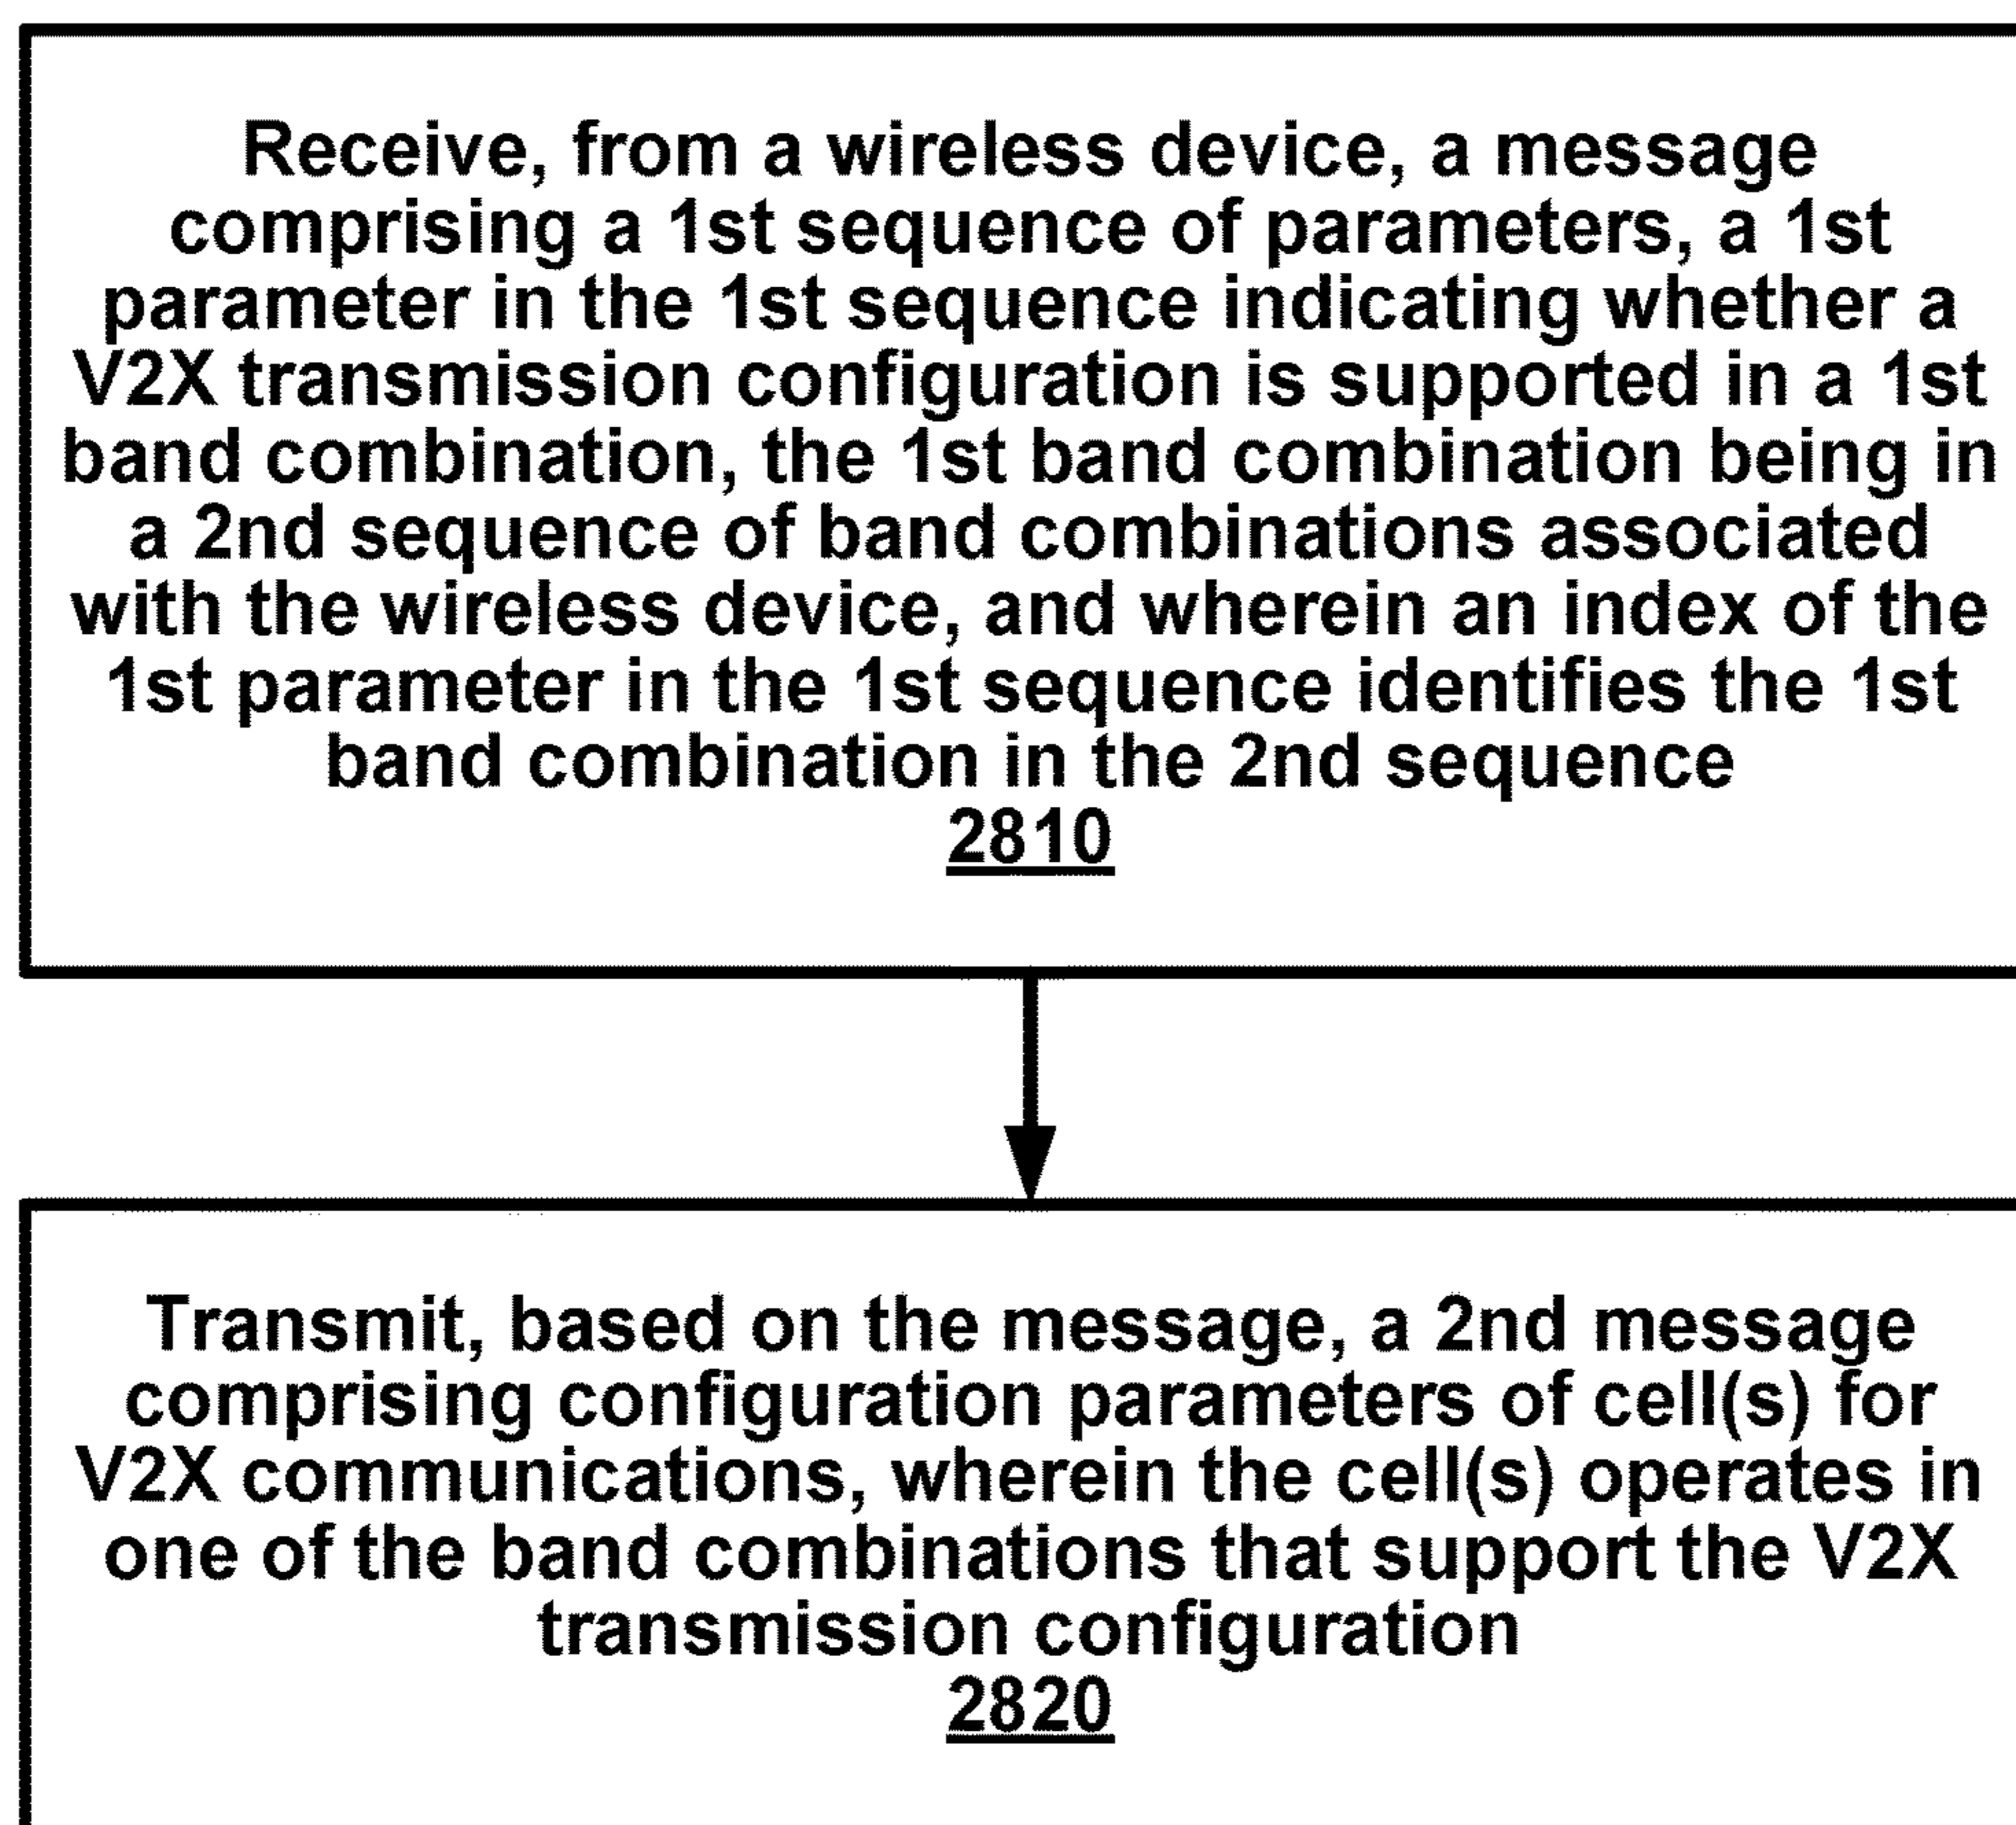 Receive, from a wireless device, a message
comprising a 1st sequence of parameters, a 1st
parameter in the 1st sequence indicating whether a
V2X transmission configuration is supported in a 1st
band combination, the 1st band combination being in
a 2nd sequence of band combinations associated
with the wireless device, and wherein an index of the
1st parameter in the 1st sequence identifies the 1st
band combination in the 2nd sequence
2810
Transmit, based on the message, a 2nd message
comprising configuration parameters of cell(s) for
V2X communications, wherein the cell(s) operates in
one of the band combinations that support the V2X
transmission configuration
2820